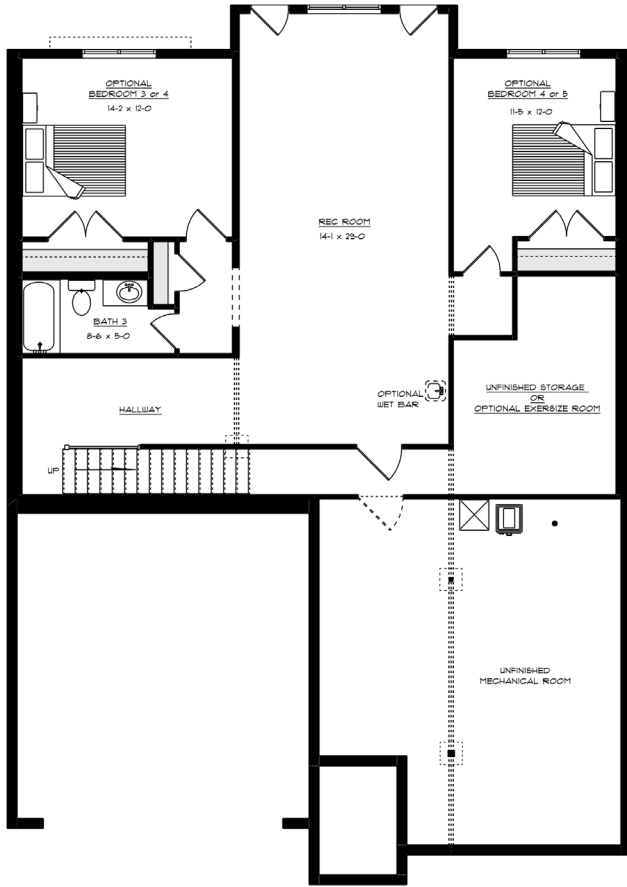 OPTIONAL
BEDROOM 3 or 4
14-2 x 12-0
OPTIONAL
BEDROOM 4 or 5
11-5 x 12-0
REC ROOM
14-1 x 29-0
BATH 3
8-6 x 5-0
HALLWAY
OPTIONAL
WET BAR
UNFINISHED STORAGE
OR
OPTIONAL EXERSIZE ROOM
UP
UNFINISHED
MECHANICAL ROOM